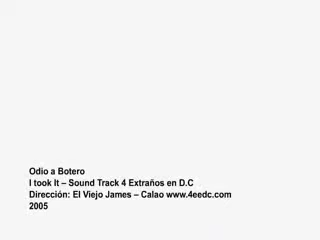 Odio a Botero
I took It – Sound Track 4 Extraños en D.C
Dirección: El Viejo James – Calao www.4eedc.com
2005